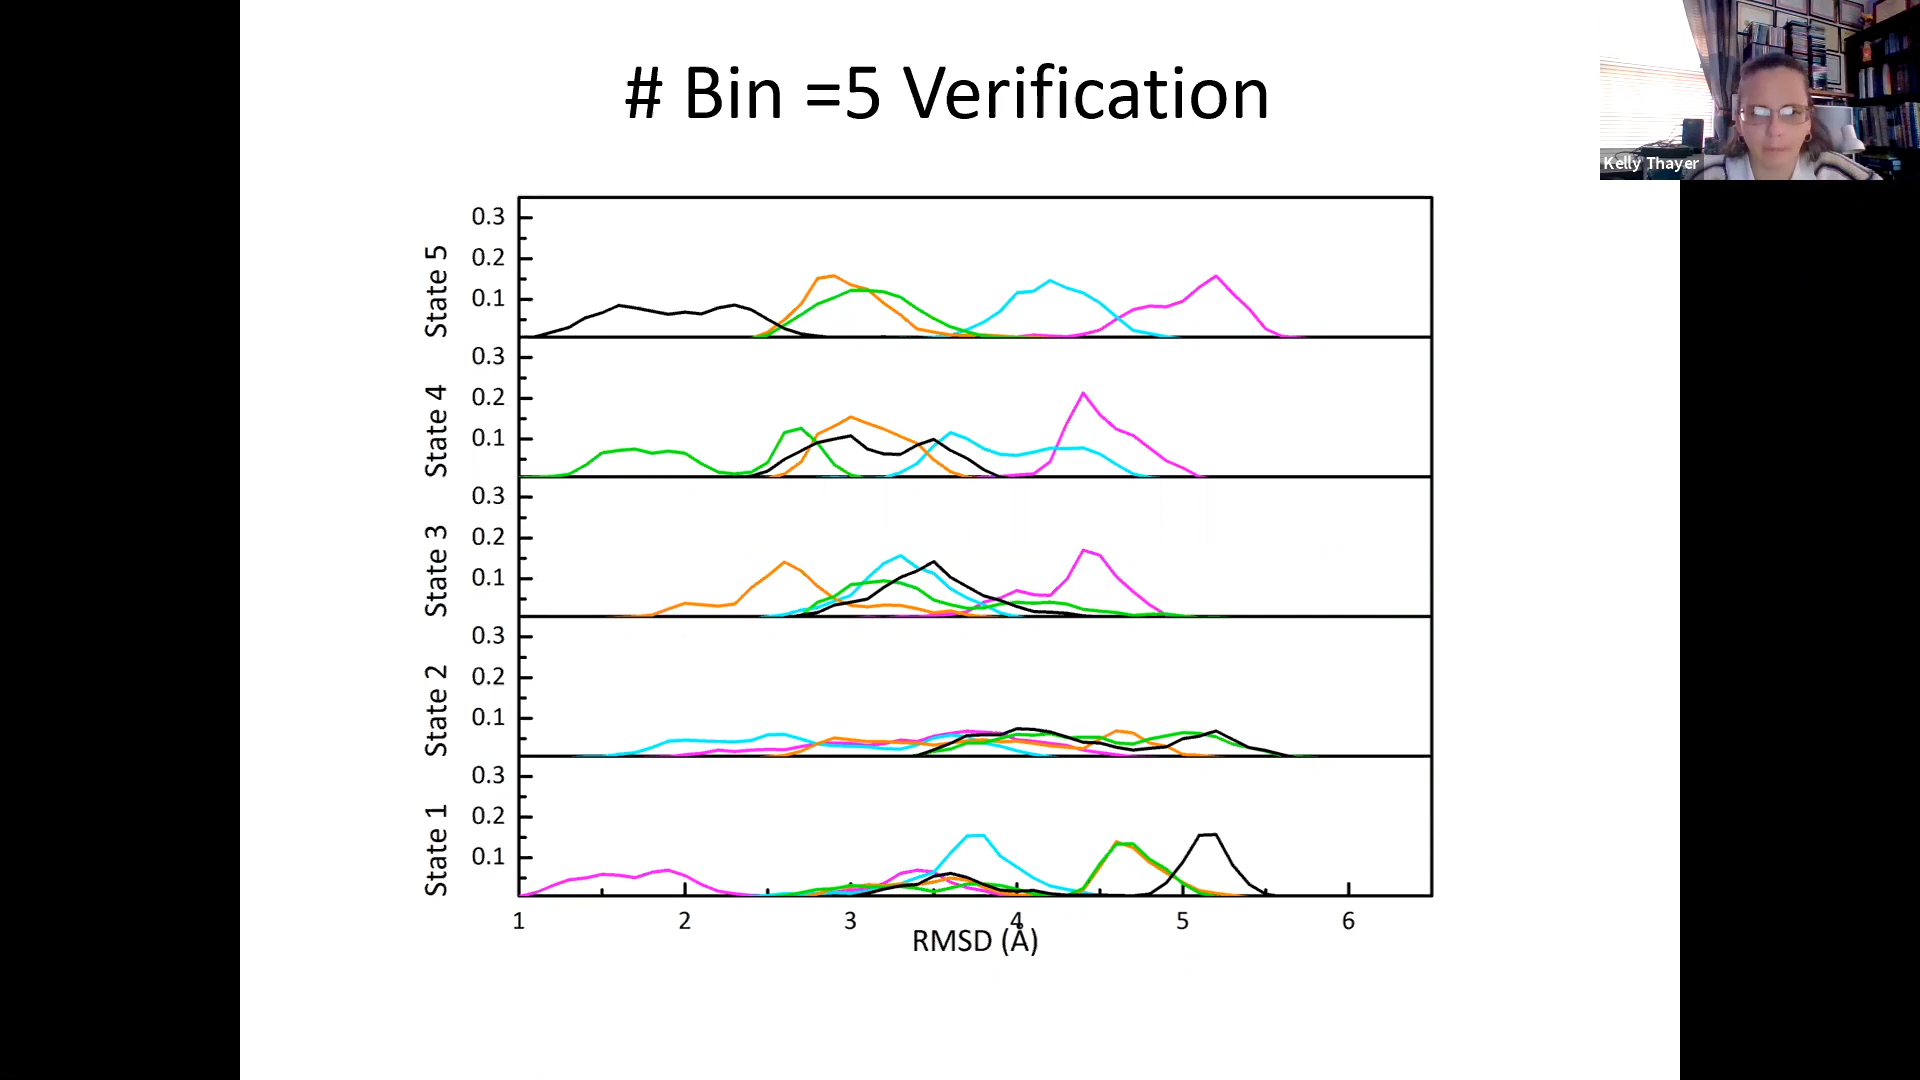 # Bin =5 Verification
Kelly Thayer
State 5
0.3
0.2
0.1
State 4
0.3
0.2
0.1
State 3
0.3
0.2
0.1
State 2
0.3
0.2
0.1
State 1
0.3
0.2
0.1
1 2 3 4 5 6
RMSD (Å)